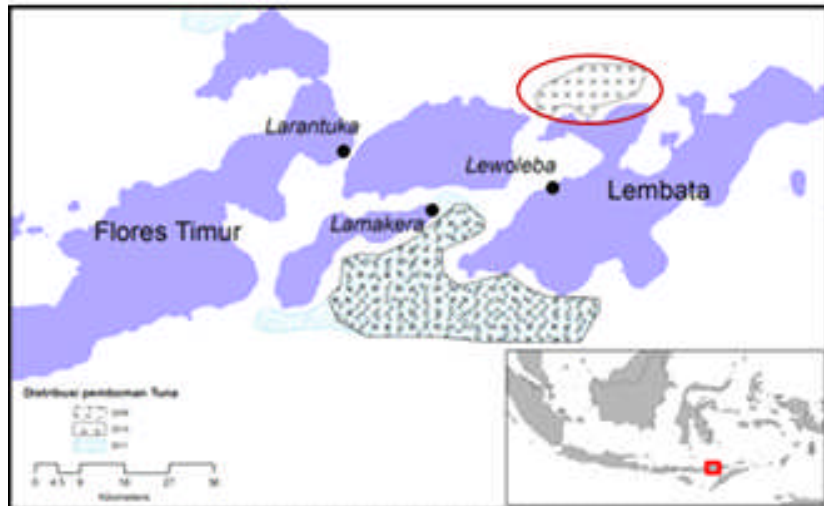 Larantuka
Lewoleba
Lembata
Lamakera
Flores Timur
Distribusi pemboman Tuna
0 4,5 9 18 27 36
Kilometers